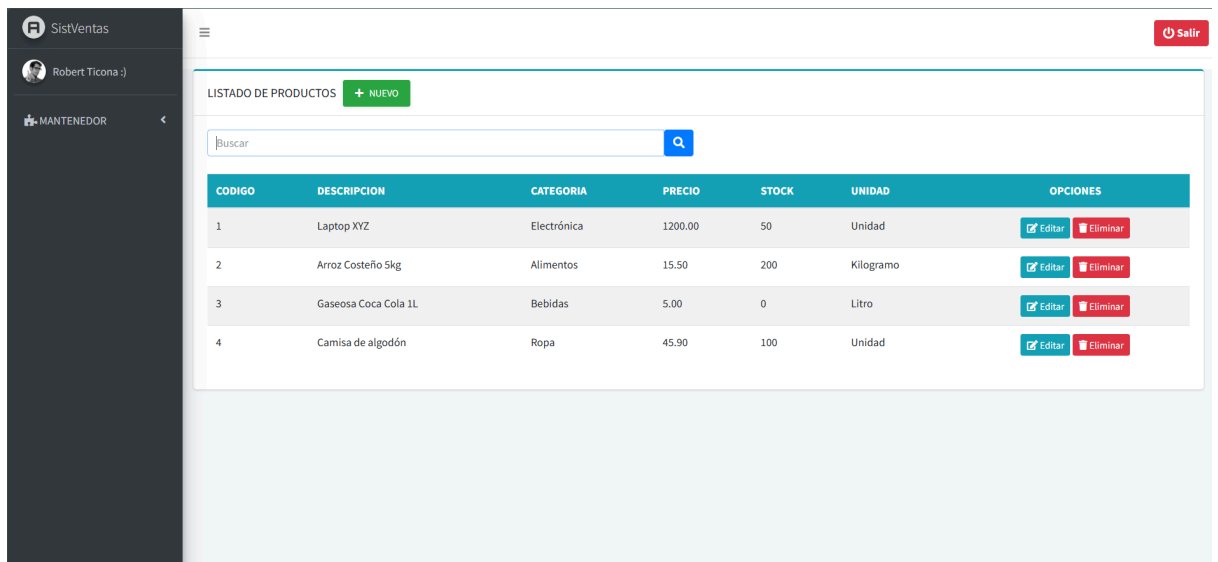 SistVentas
Salir
Robert Ticona :)
LISTADO DE PRODUCTOS NUEVO
MANTENEDOR
Buscar
CODIGO DESCRIPCION CATEGORIA PRECIO STOCK UNIDAD OPCIONES
1 Laptop XYZ Electrónica 1200.00 50 Unidad Editar Eliminar
2 Arroz Costeño 5kg Alimentos 15.50 200 Kilogramo Editar Eliminar
3 Gaseosa Coca Cola 1L Bebidas 5.00 0 Litro Editar Eliminar
4 Camisa de algodón Ropa 45.90 100 Unidad Editar Eliminar